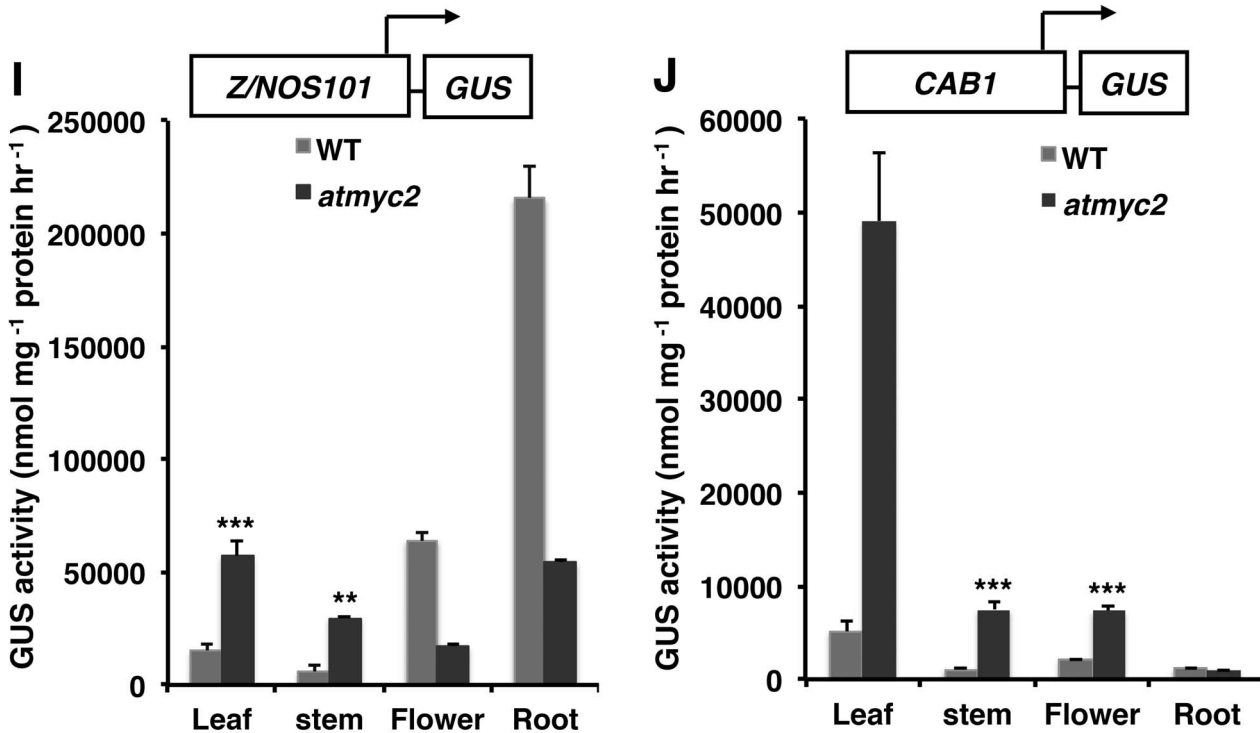 I
Z/NOS101
GUS
GUS activity (nmol mg -1 protein hr -1 )
250000
200000
150000
100000
50000
0
WT
atmyc2
***
**
Leaf
stem
Flower
Root
J
CAB1
GUS
GUS activity (nmol mg -1 protein hr -1 )
60000
50000
40000
30000
20000
10000
0
WT
atmyc2
***
***
Leaf
stem
Flower
Root